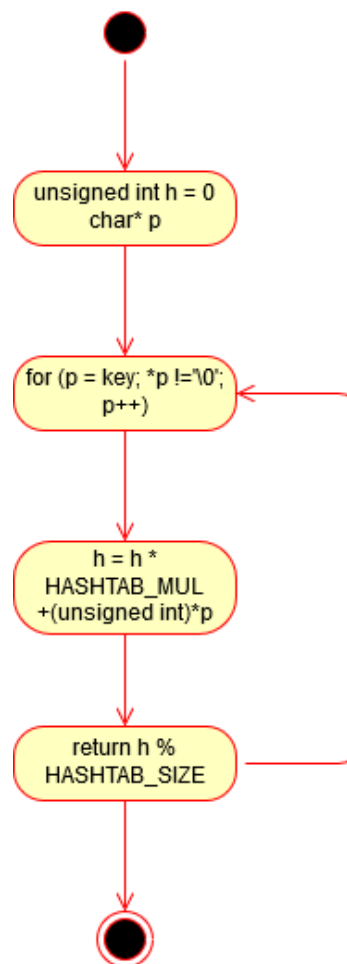 unsigned int h = 0
char* p
for (p = key; *p !='\0';
p++)
h = h *
HASHTAB_MUL
+(unsigned int)*p
return h %
HASHTAB_SIZE